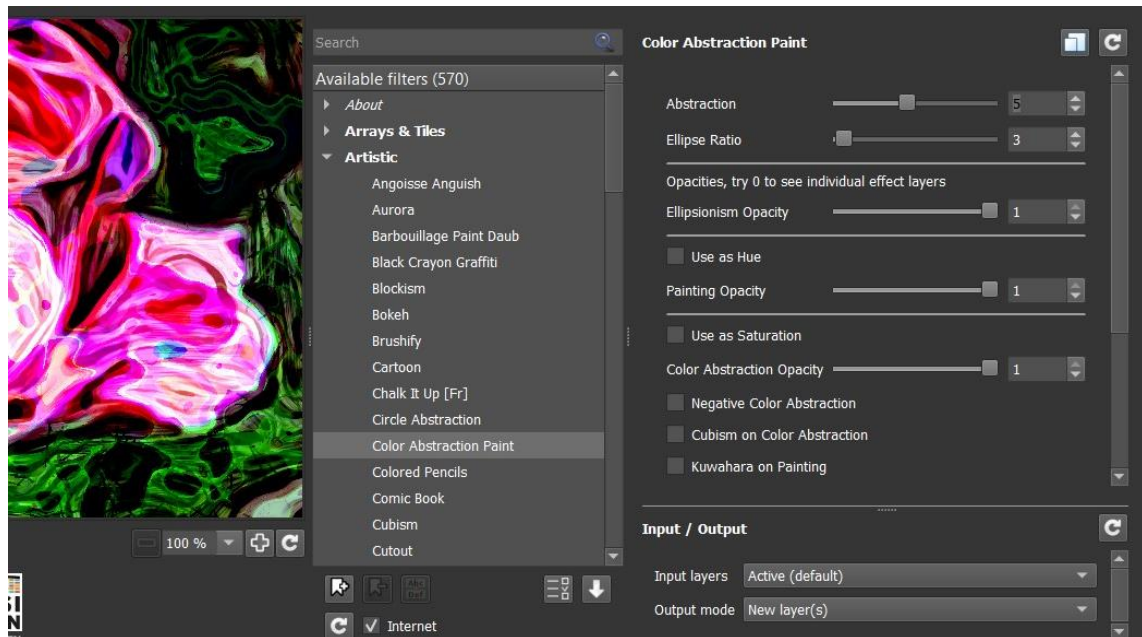 Search
Available filters (570)
About
Arrays & Tiles
Artistic
Angoisse Anguish
Aurora
Barbouillage Paint Daub
Black Crayon Graffiti
Blockism
Bokeh
Brushify
Cartoon
Chalk It Up [Fr]
Circle Abstraction
Color Abstraction Paint
Colored Pencils
Comic Book
Cubism
Cutout
100 %
Abc
Def
Internet
Color Abstraction Paint
Abstraction 5
Ellipse Ratio 3
Opacities, try 0 to see individual effect layers
Ellipsionism Opacity 1
Use as Hue
Painting Opacity 1
Use as Saturation
Color Abstraction Opacity 1
Negative Color Abstraction
Cubism on Color Abstraction
Kuwahara on Painting
Input / Output
Input layers Active (default)
Output mode New layer(s)